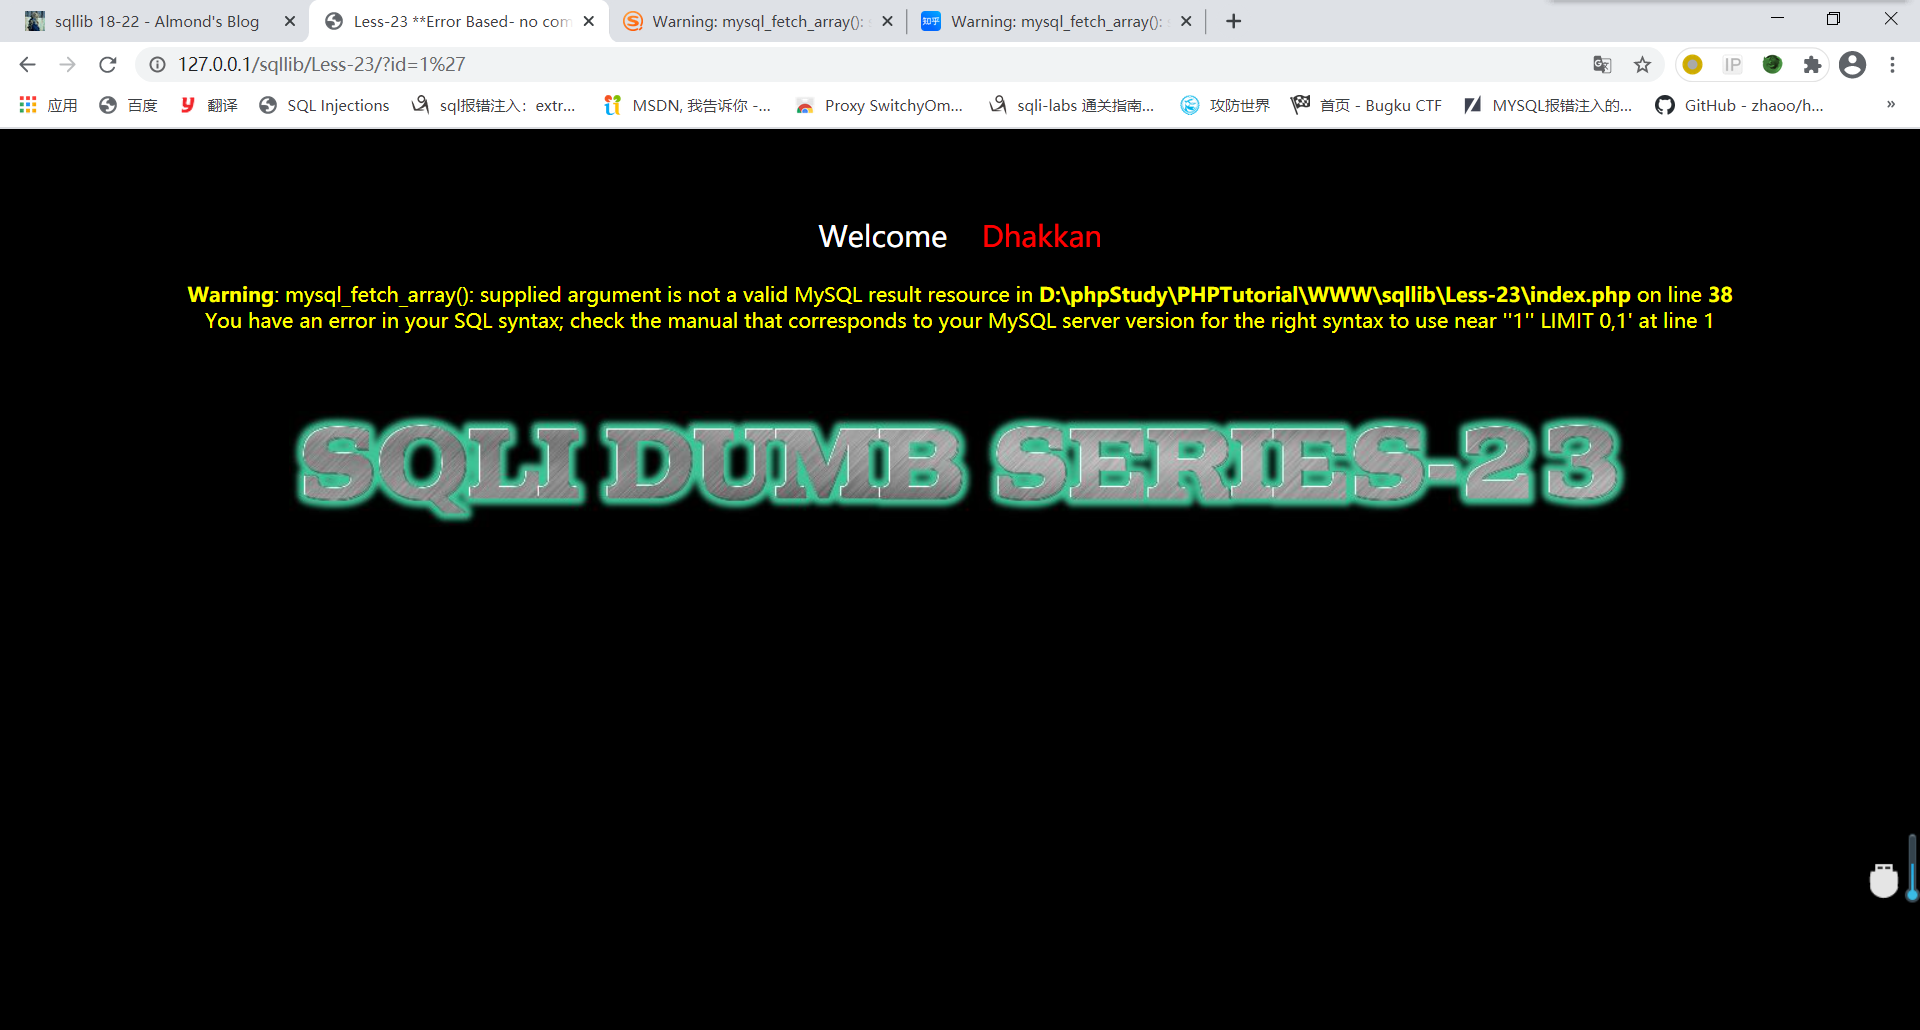 sqllib 18-22 - Almond's Blog
Less-23 **Error Based- no com
Warning: mysql_fetch_array():
Warning: mysql_fetch_array():
127.0.0.1/sqllib/Less-23/?id=1%27
IP
应用
百度
翻译
SQL Injections
sql报错注入：extr...
MSDN, 我告诉你 -...
Proxy SwitchyOm...
sqli-labs 通关指南...
攻防世界
首页 - Bugku CTF
MYSQL报错注入的...
GitHub - zhaoo/h...
»
Welcome Dhakkan
Warning: mysql_fetch_array(): supplied argument is not a valid MySQL result resource in D:\phpStudy\PHPTutorial\WWW\sqllib\Less-23\index.php on line 38
You have an error in your SQL syntax; check the manual that corresponds to your MySQL server version for the right syntax to use near ''1'' LIMIT 0,1' at line 1
SQLI DUMB SERIES-23